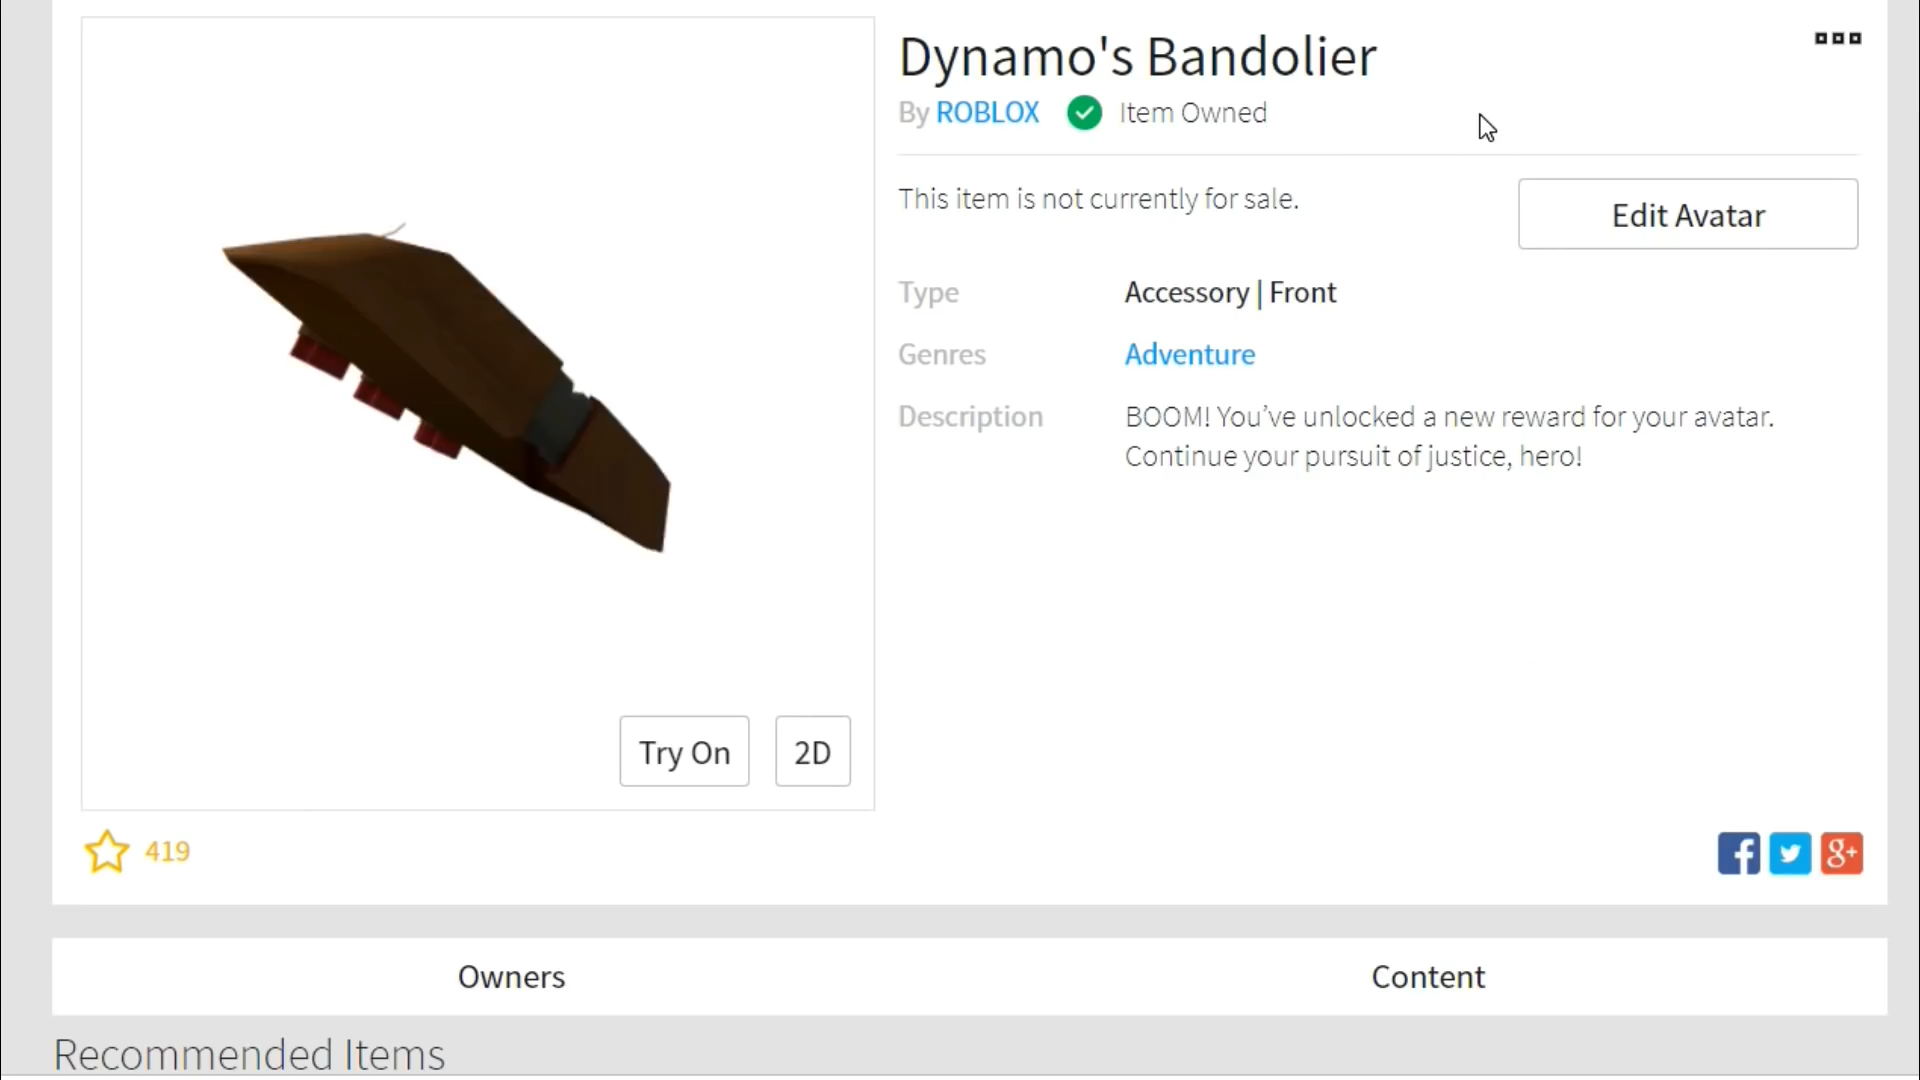 Dynamo's Bandolier
By ROBLOX Item Owned
This item is not currently for sale.
Edit Avatar
Type Accessory | Front
Genres Adventure
Description BOOM! You’ve unlocked a new reward for your avatar.
Continue your pursuit of justice, hero!
Try On 2D
419
f g+
Owners Content
Recommended Items